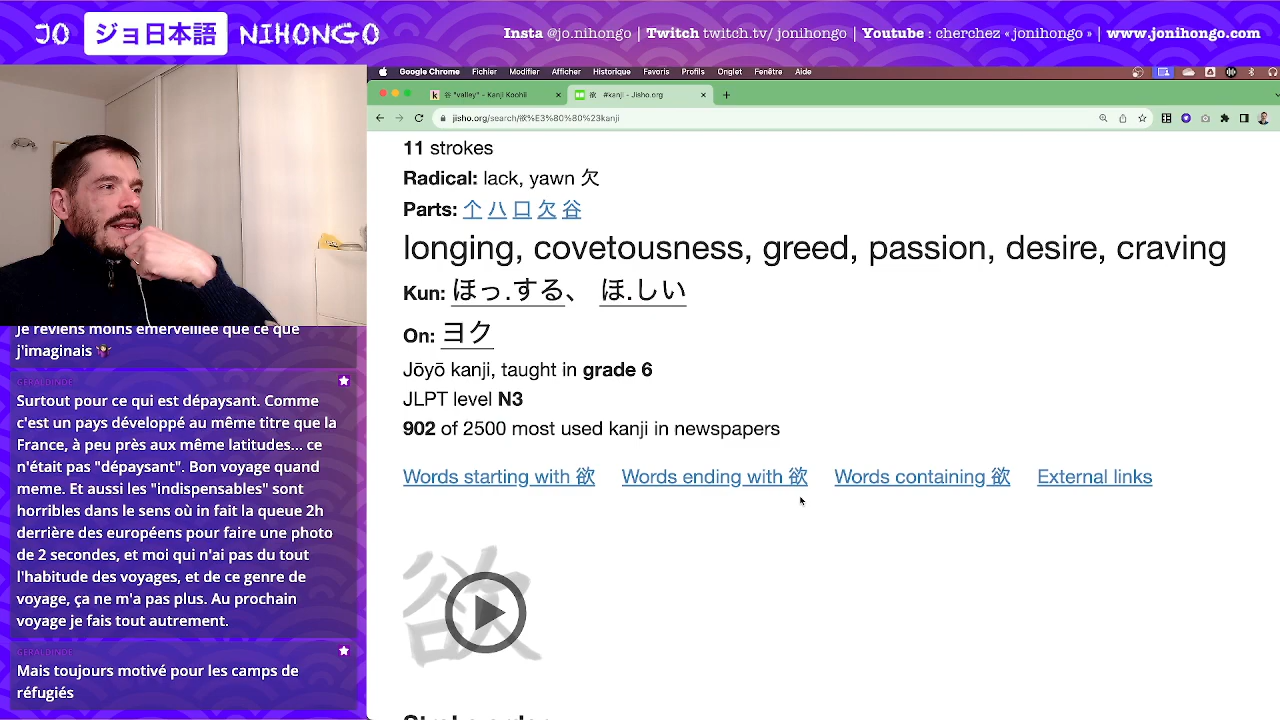 JO ジョ日本語 NIHONGO
Insta @jo.nihongo | Twitch twitch.tv/ jonihongo | Youtube : cherchez « jonihongo » | www.jonihongo.com
Google Chrome Fichier Modifier Afficher Historique Favoris Profils Onglet Fenêtre Aide
谷 "valley" - Kanji Koohii
欲 #kanji - Jisho.org
jisho.org/search/欲%E3%80%80%23kanji
11 strokes
Radical: lack, yawn 欠
Parts: 个 ハ 口 欠 谷
longing, covetousness, greed, passion, desire, craving
Kun: ほっ.する、 ほ.しい
On: ヨク
Jōyō kanji, taught in grade 6
JLPT level N3
902 of 2500 most used kanji in newspapers
Words starting with 欲 Words ending with 欲 Words containing 欲 External links
欲
je reviens moins émerveillée que ce que
j'imaginais 🤷‍♀️
GERALDINOE
Surtout pour ce qui est dépaysant. Comme
c'est un pays développé au même titre que la
France, à peu près aux même latitudes... ce
n'était pas "dépaysant". Bon voyage quand
meme. Et aussi les "indispensables" sont
horribles dans le sens où in fait la queue 2h
derrière des européens pour faire une photo
de 2 secondes, et moi qui n'ai pas du tout
l'habitude des voyages, et de ce genre de
voyage, ça ne m'a pas plus. Au prochain
voyage je fais tout autrement.
GERALDINOE
Mais toujours motivé pour les camps de
réfugiés